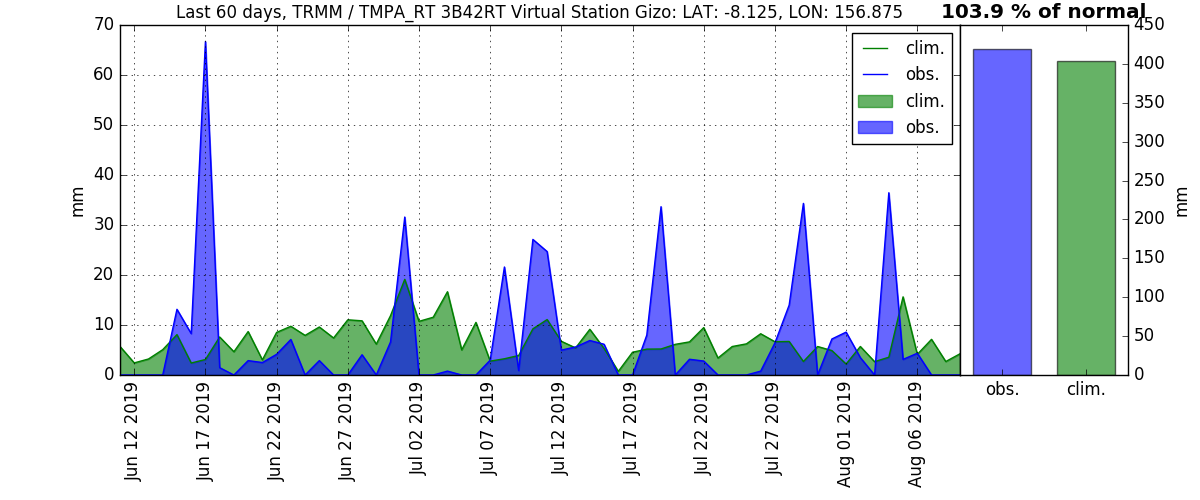 Last 60 days, TRMM / TMPA_RT 3B42RT Virtual Station Gizo: LAT: -8.125, LON: 156.875
103.9 % of normal
70
60
50
40
30
20
10
0
mm
clim.
obs.
clim.
obs.
Jun 12 2019
Jun 17 2019
Jun 22 2019
Jun 27 2019
Jul 02 2019
Jul 07 2019
Jul 12 2019
Jul 17 2019
Jul 22 2019
Jul 27 2019
Aug 01 2019
Aug 06 2019
450
400
350
300
250
200
150
100
50
0
mm
obs.
clim.